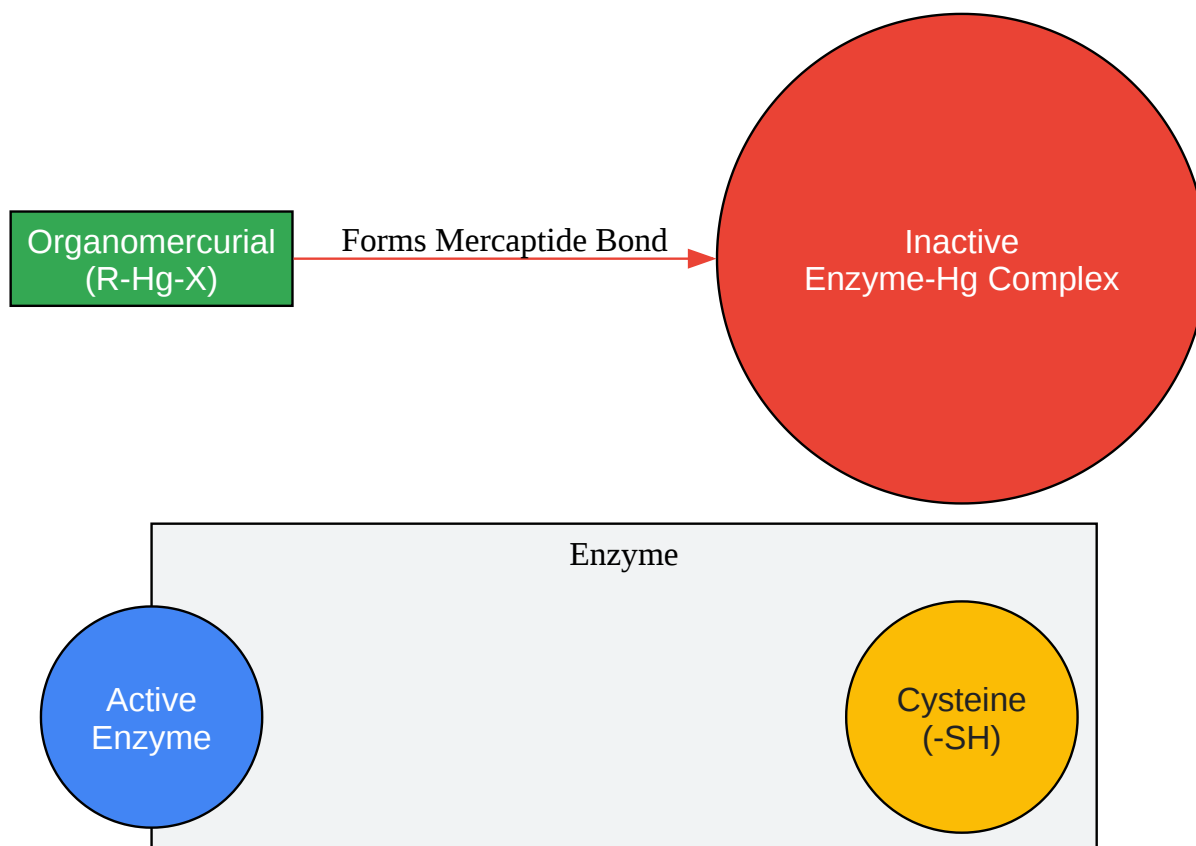 Organomercurial
(R-Hg-X)
Forms Mercaptide Bond
Inactive
Enzyme-Hg Complex
Enzyme
Active
Enzyme
Cysteine
(-SH)